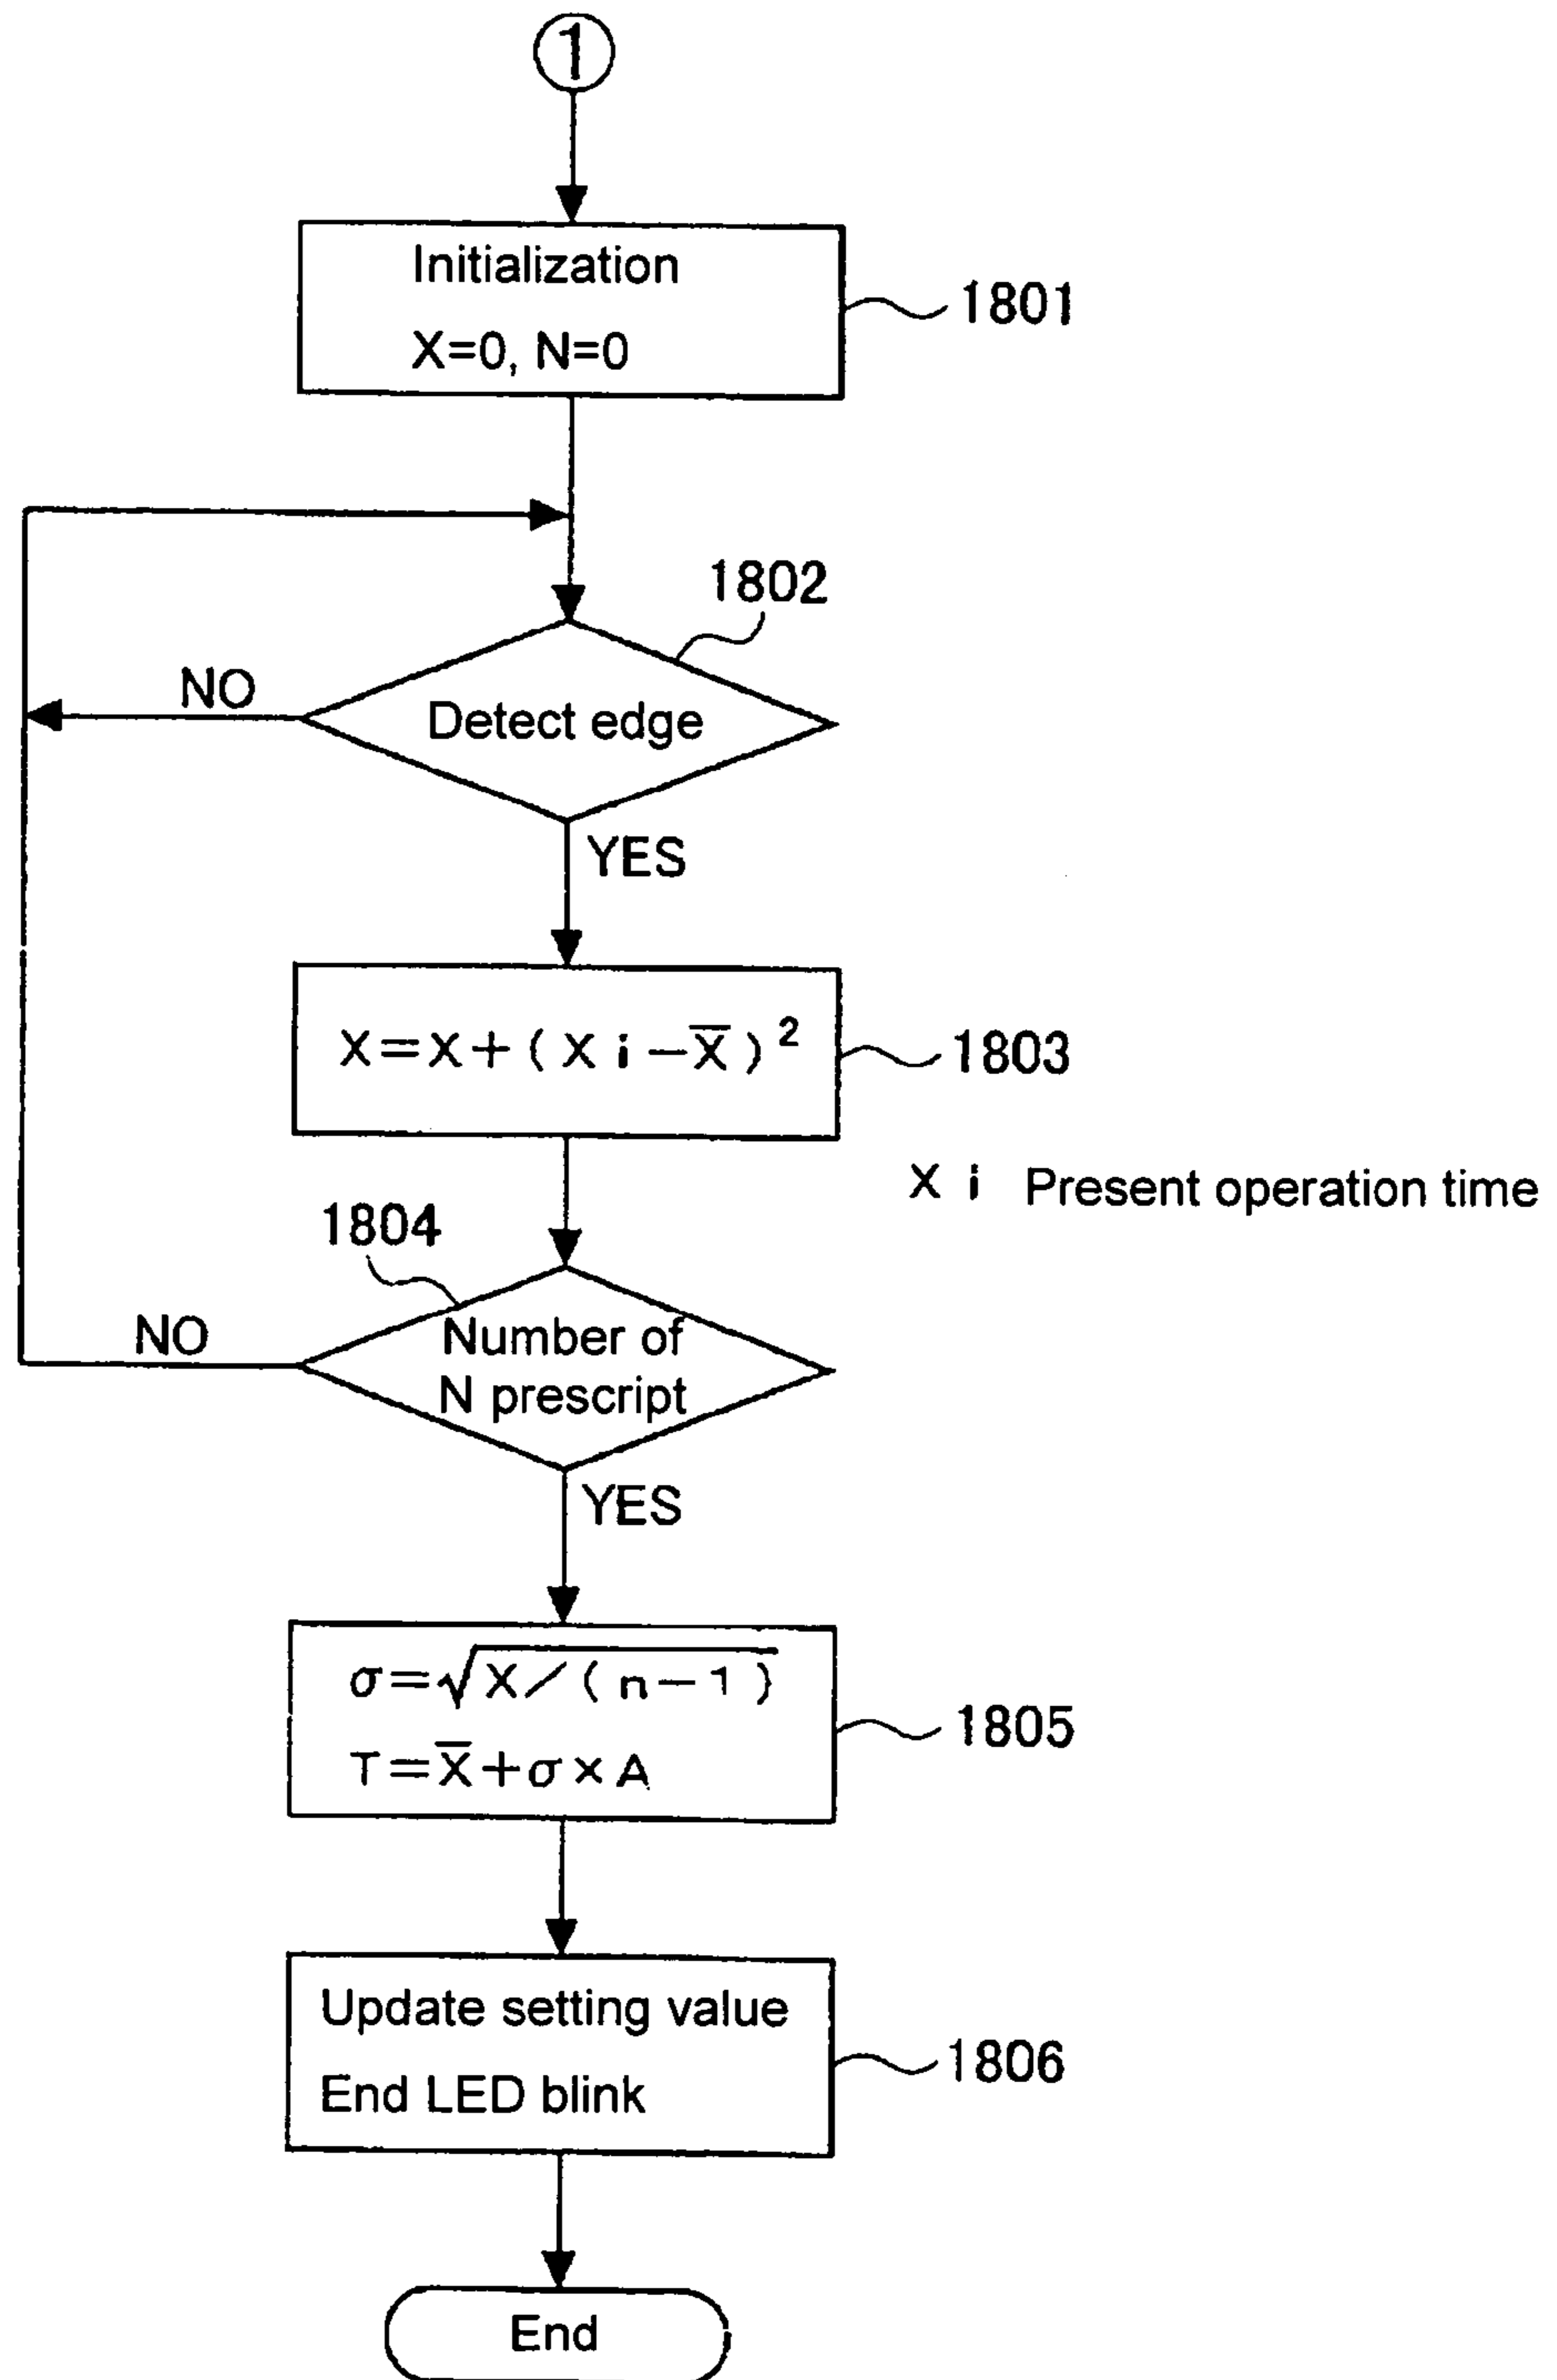 1
Initialization
X=0, N=0
1801
1802
NO
Detect edge
YES
X=X+(Xi−X̅)²
1803
Xi Present operation time
1804
NO
Number of
N prescript
YES
σ=√X/(n−1)
T=X̅+σ×A
1805
Update setting value
End LED blink
1806
End